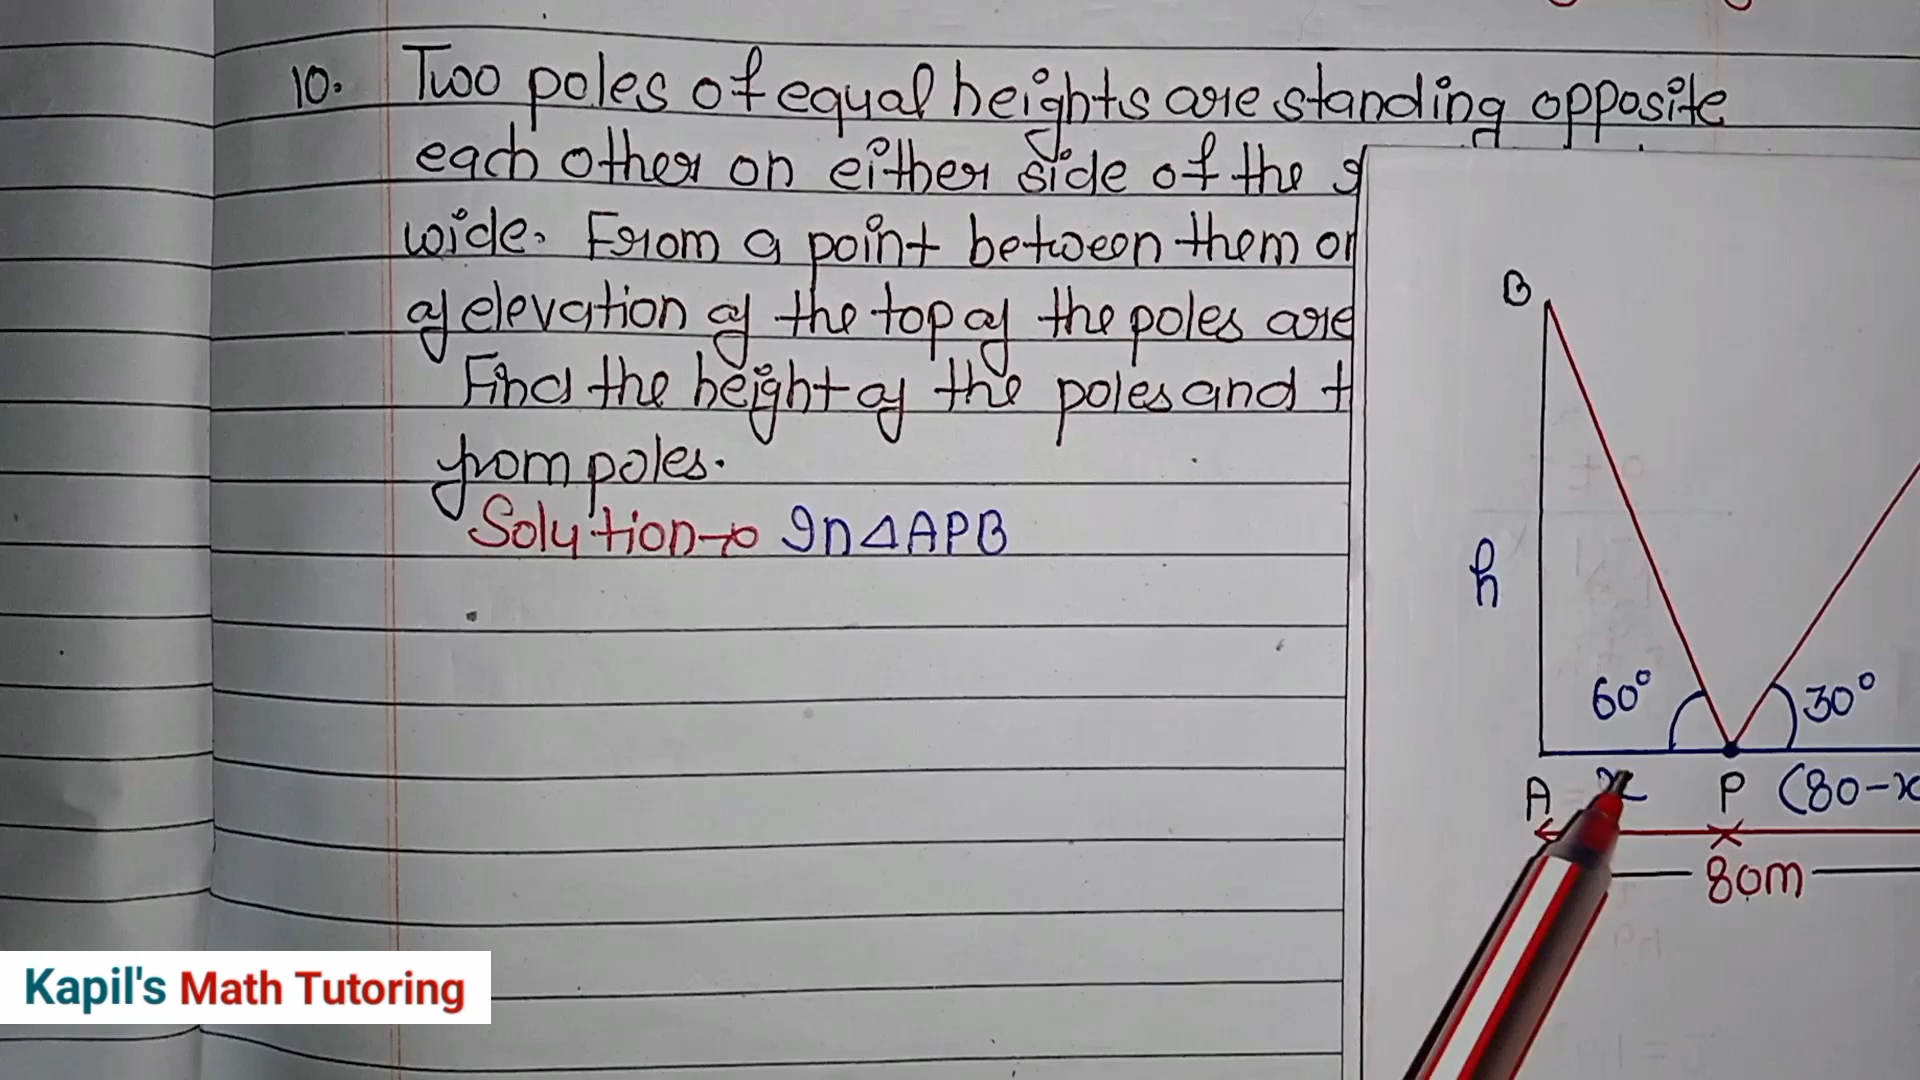 10. Two poles of equal heights are standing opposite
each other on either side of the
wide. From a point between them
of elevation of the top of the poles are
Find the height of the poles and
from poles.
Solution→ In △APB
B
h
60° 30°
A x P (80-x
80m
Kapil's Math Tutoring